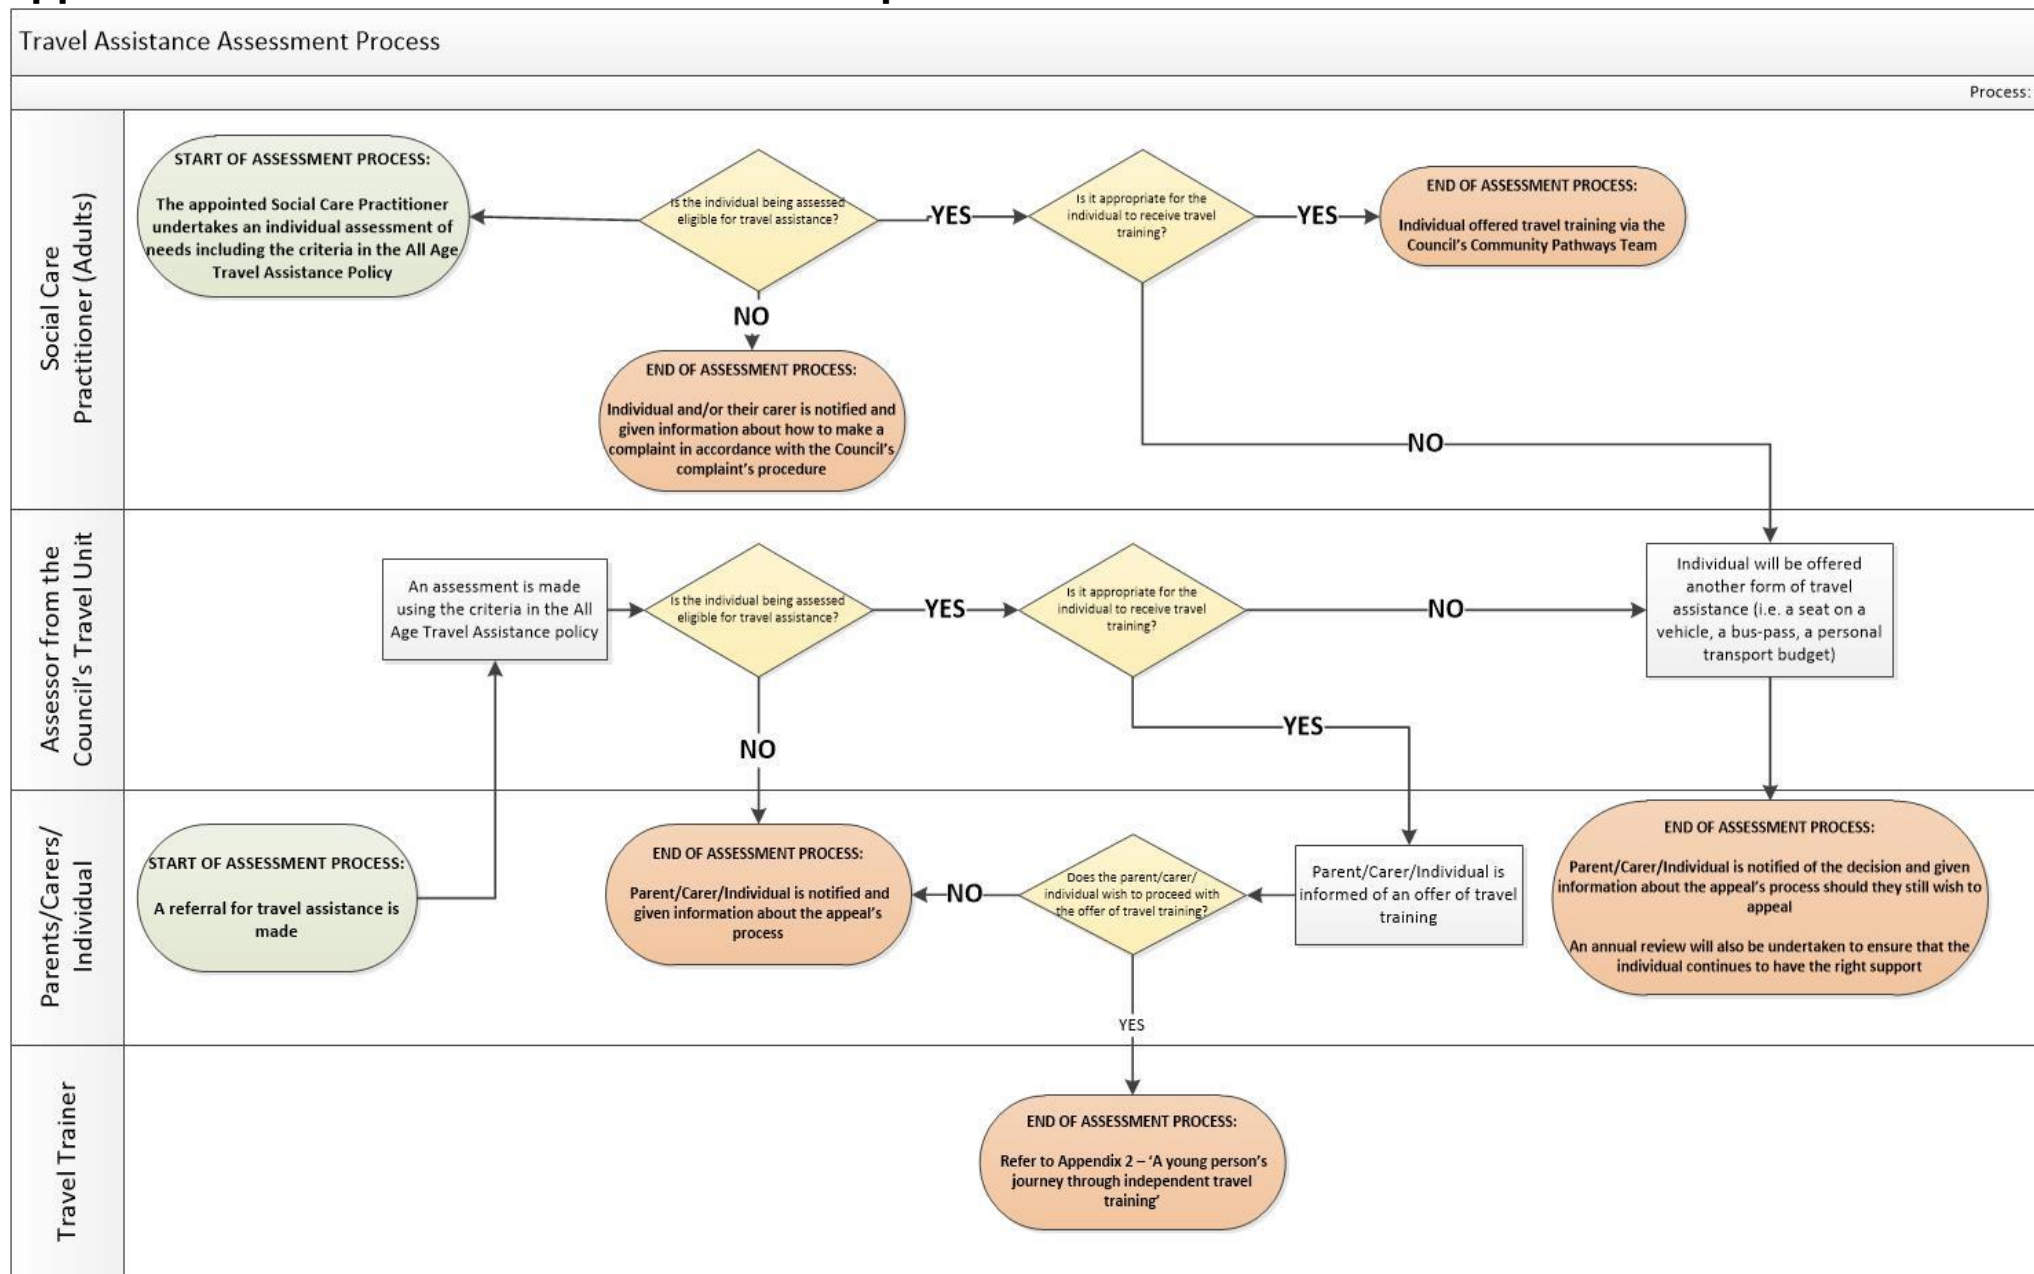 Travel Assistance Assessment Process
Process:
Social Care
Practitioner (Adults)
START OF ASSESSMENT PROCESS:
The appointed Social Care Practitioner
undertakes an individual assessment of
needs including the criteria in the All Age
Travel Assistance Policy
Is the individual being assessed
eligible for travel assistance?
YES
Is it appropriate for the
individual to receive travel
training?
YES
END OF ASSESSMENT PROCESS:
Individual offered travel training via the
Council's Community Pathways Team
NO
END OF ASSESSMENT PROCESS:
Individual and/or their carer is notified and
given information about how to make a
complaint in accordance with the Council's
complaint's procedure
NO
Assessor from the
Council's Travel Unit
An assessment is made
using the criteria in the All
Age Travel Assistance policy
Is the individual being assessed
eligible for travel assistance?
YES
Is it appropriate for the
individual to receive travel
training?
NO
Individual will be offered
another form of travel
assistance (i.e. a seat on a
vehicle, a bus-pass, a personal
transport budget)
NO
YES
Parents/Carers/
Individual
START OF ASSESSMENT PROCESS:
A referral for travel assistance is
made
END OF ASSESSMENT PROCESS:
Parent/Carer/Individual is notified and
given information about the appeal's
process
NO
Does the parent/carer/
individual wish to proceed with
the offer of travel training?
Parent/Carer/Individual is
informed of an offer of travel
training
END OF ASSESSMENT PROCESS:
Parent/Carer/Individual is notified of the decision and given
information about the appeal's process should they still wish to
appeal
An annual review will also be undertaken to ensure that the
individual continues to have the right support
YES
Travel Trainer
END OF ASSESSMENT PROCESS:
Refer to Appendix 2 – 'A young person's
journey through independent travel
training'